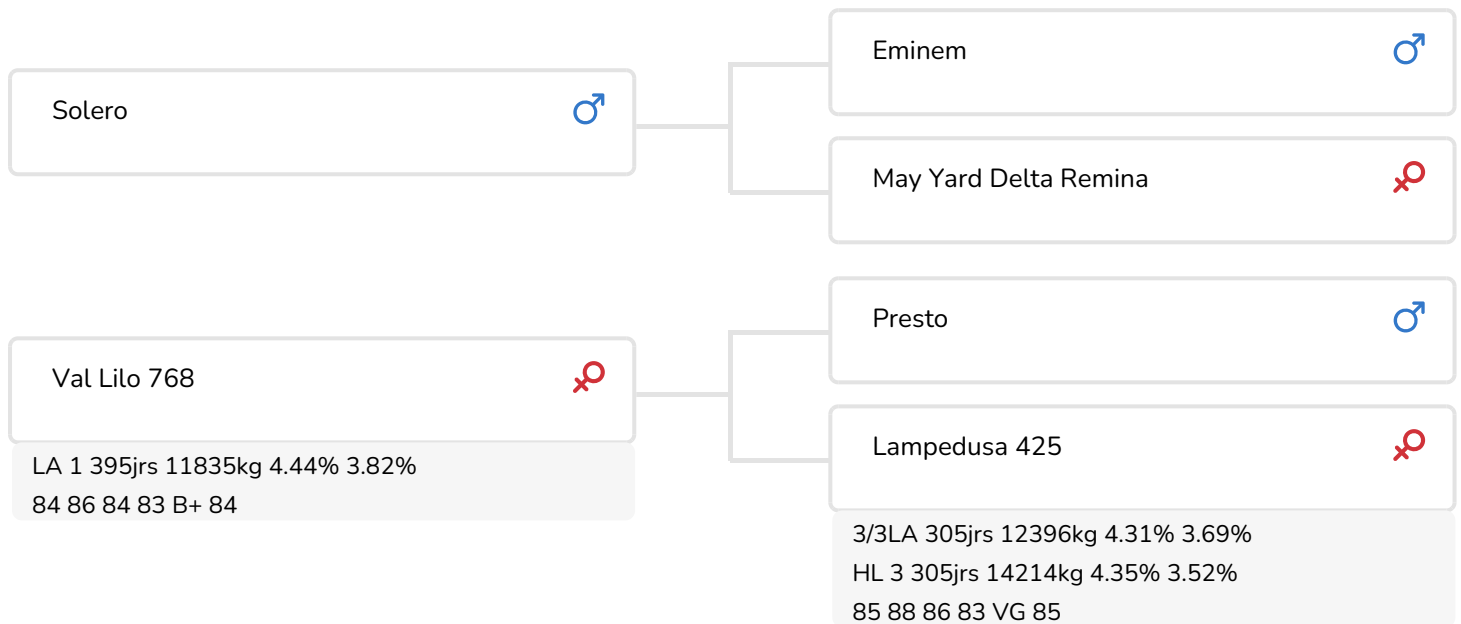 Solero
Eminem
May Yard Delta Remina
Val Lilo 768
LA 1 395jrs 11835kg 4.44% 3.82%
84 86 84 83 B+ 84
Presto
Lampedusa 425
3/3LA 305jrs 12396kg 4.31% 3.69%
HL 3 305jrs 14214kg 4.35% 3.52%
85 88 86 83 VG 85